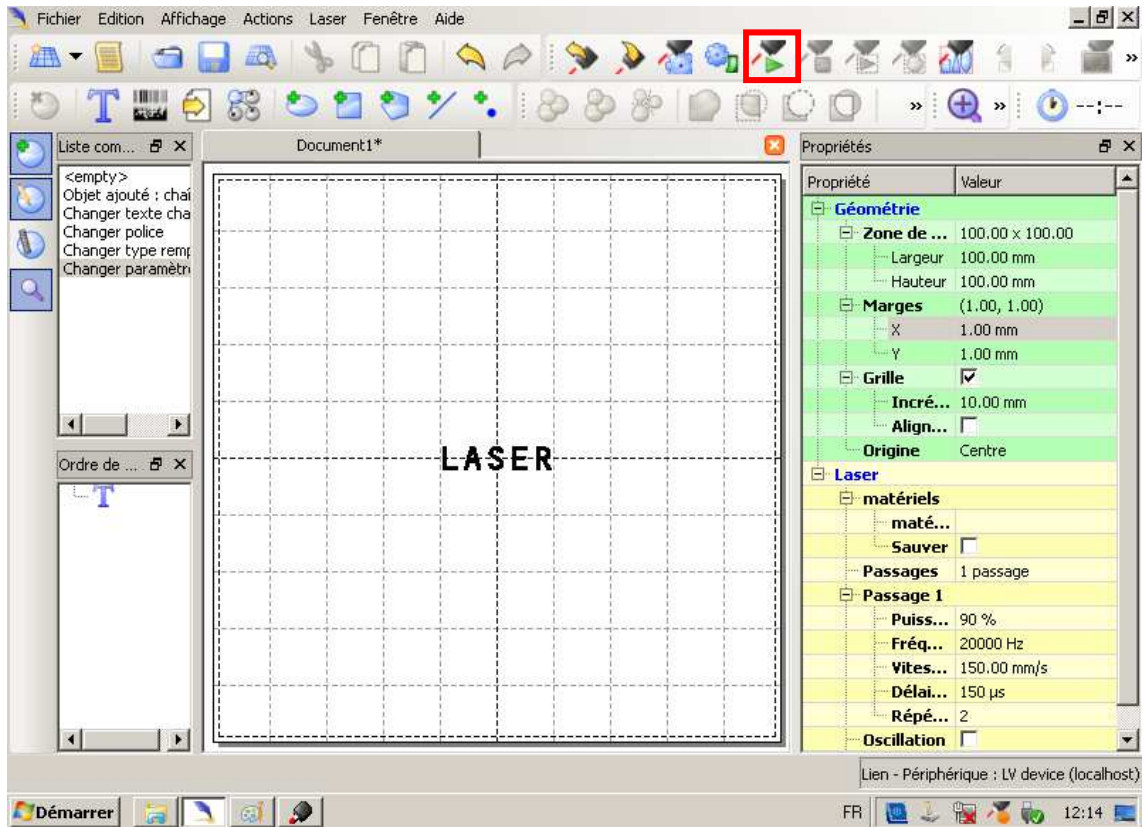 Fichier Edition Affichage Actions Laser Fenêtre Aide
»
T » » --:--
Liste com...
<empty>
Objet ajouté : chaî
Changer texte cha
Changer police
Changer type remp
Changer paramètr
Ordre de ...
T
Document1*
LASER
Propriétés
Propriété Valeur
Géométrie
Zone de ... 100.00 x 100.00
Largeur 100.00 mm
Hauteur 100.00 mm
Marges (1.00, 1.00)
X 1.00 mm
Y 1.00 mm
Grille
Incré... 10.00 mm
Align...
Origine Centre
Laser
matériels
maté...
Sauver
Passages 1 passage
Passage 1
Puiss... 90 %
Fréq... 20000 Hz
Vites... 150.00 mm/s
Délai... 150 µs
Répé... 2
Oscillation
Lien - Périphérique : LV device (localhost)
Démarrer FR 12:14